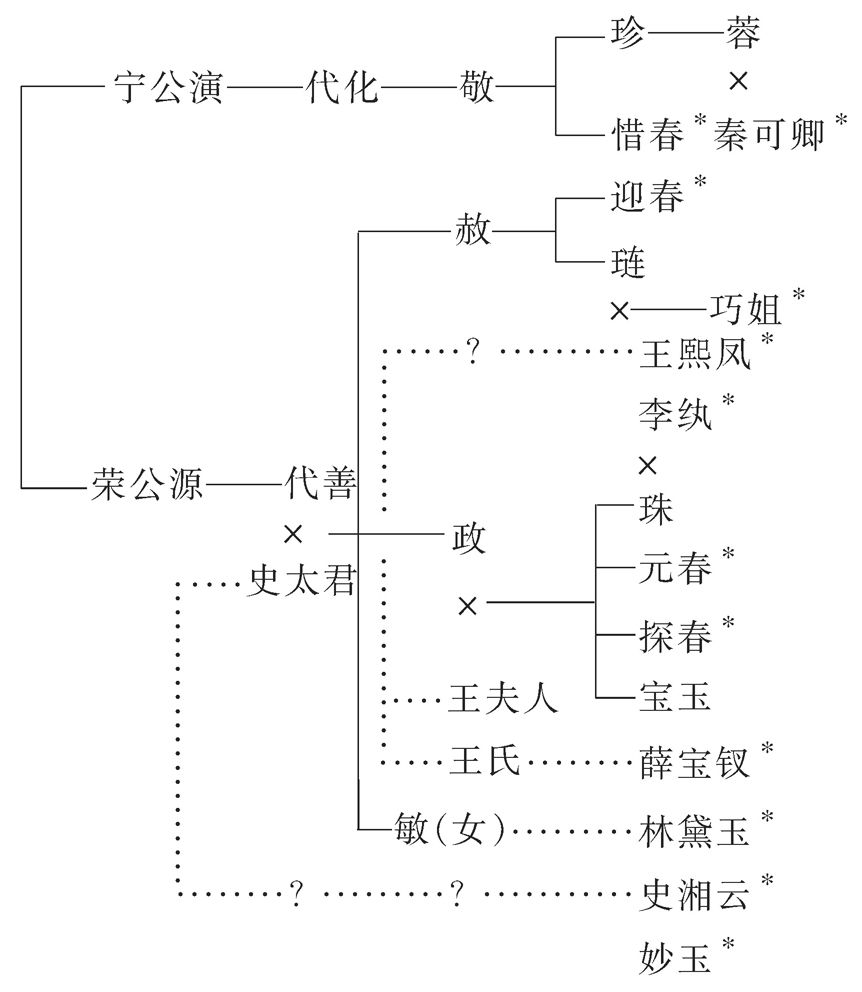 珍 蓉
宁公演 代化 敬 ×
惜春* 秦可卿*
迎春*
赦
琏
× 巧姐*
? 王熙凤*
李纨*
×
荣公源 代善
珠
× 政
元春*
史太君
×
探春*
王夫人 宝玉
王氏 薛宝钗*
敏(女) 林黛玉*
? ? 史湘云*
妙玉*